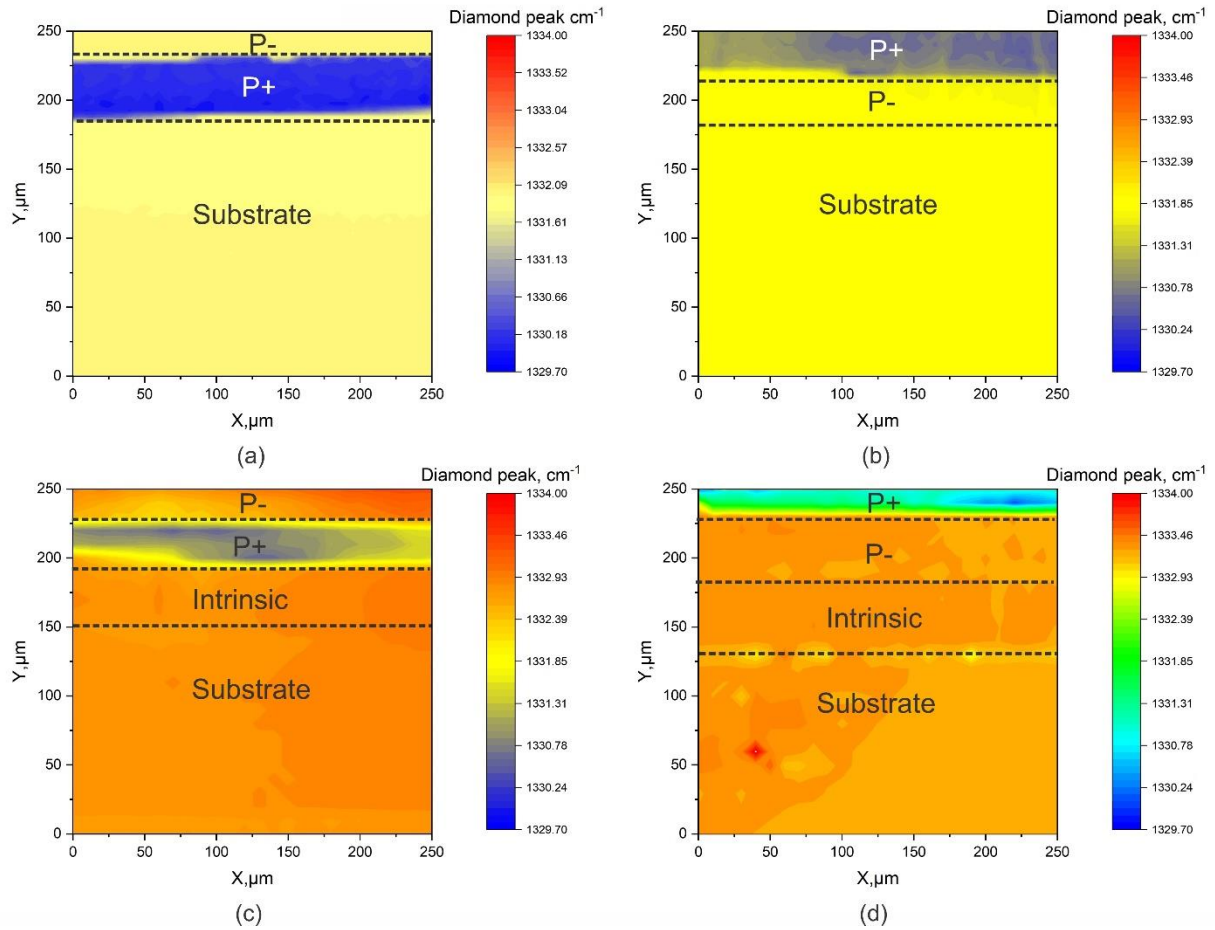 Diamond peak cm-1
P-
P+
Substrate
250
200
150
100
50
0
Y,µm
0 50 100 150 200 250
X,µm
1334.00
1333.52
1333.04
1332.57
1332.09
1331.61
1331.13
1330.66
1330.18
1329.70
(a)
Diamond peak, cm-1
P+
P-
Substrate
250
200
150
100
50
0
Y,µm
0 50 100 150 200 250
X,µm
1334.00
1333.46
1332.93
1332.39
1331.85
1331.31
1330.78
1330.24
1329.70
(b)
Diamond peak, cm-1
P-
P+
Intrinsic
Substrate
250
200
150
100
50
0
Y,µm
0 50 100 150 200 250
X,µm
1334.00
1333.46
1332.93
1332.39
1331.85
1331.31
1330.78
1330.24
1329.70
(c)
Diamond peak, cm-1
P+
P-
Intrinsic
Substrate
250
200
150
100
50
0
Y,µm
0 50 100 150 200 250
X,µm
1334.00
1333.46
1332.93
1332.39
1331.85
1331.31
1330.78
1330.24
1329.70
(d)